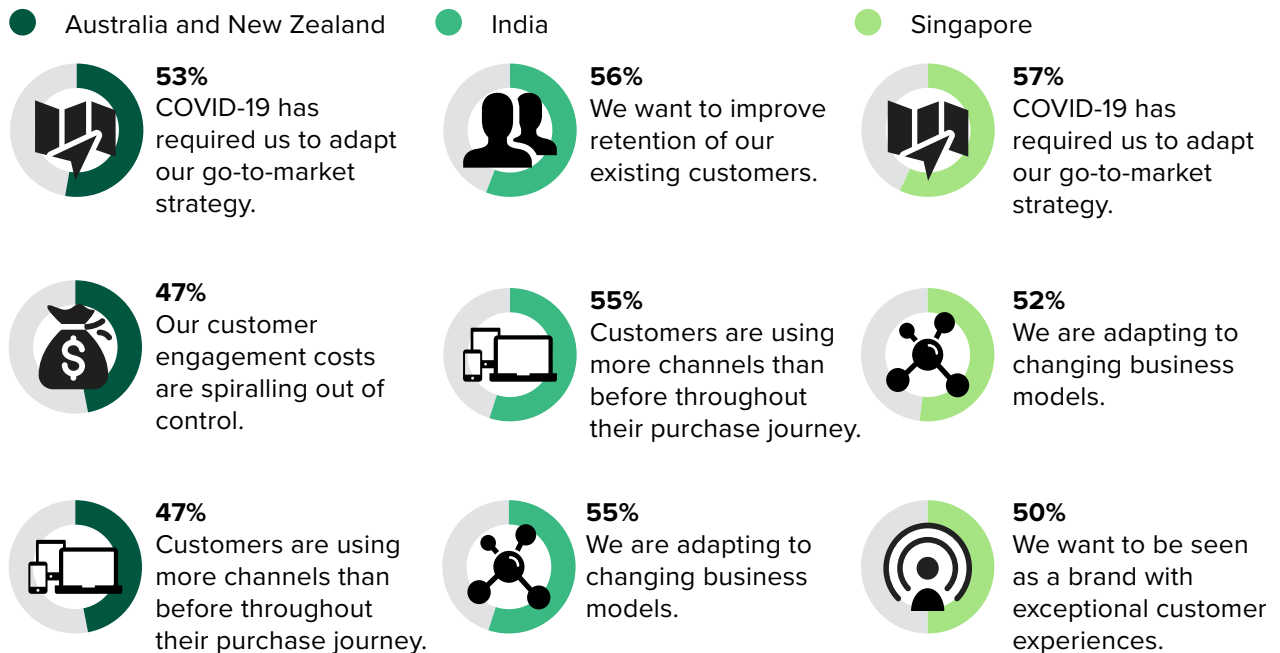 Australia and New Zealand
53%
COVID-19 has
required us to adapt
our go-to-market
strategy.
$
47%
Our customer
engagement costs
are spiralling out of
control.
47%
Customers are using
more channels than
before throughout
their purchase journey.
India
56%
We want to improve
retention of our
existing customers.
55%
Customers are using
more channels than
before throughout
their purchase journey.
55%
We are adapting to
changing business
models.
Singapore
57%
COVID-19 has
required us to adapt
our go-to-market
strategy.
52%
We are adapting to
changing business
models.
50%
We want to be seen
as a brand with
exceptional customer
experiences.